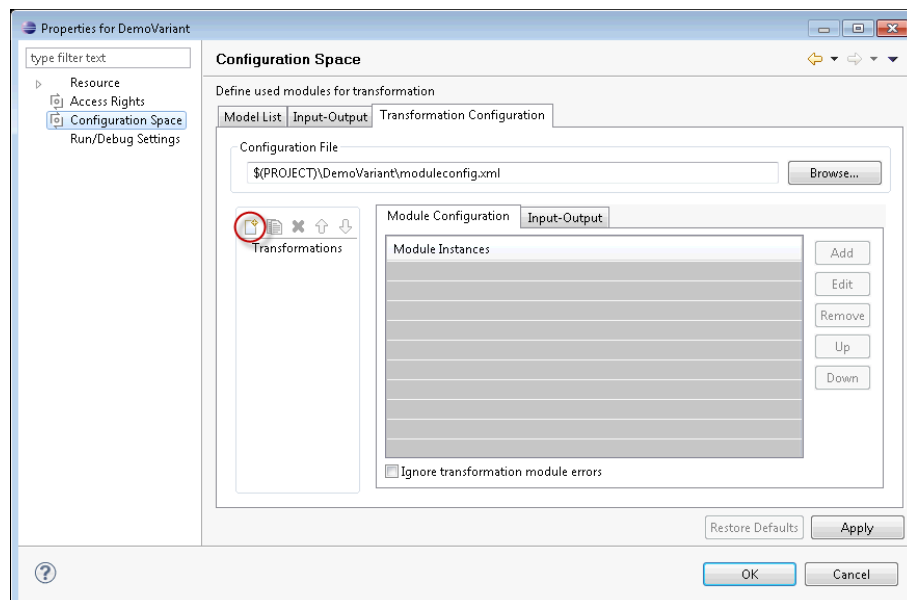 Properties for DemoVariant
type filter text
Configuration Space
Resource
Access Rights
Configuration Space
Run/Debug Settings
Define used modules for transformation
Model List Input-Output Transformation Configuration
Configuration File
$(PROJECT)\DemoVariant\moduleconfig.xml Browse...
Transformations
Module Configuration Input-Output
Module Instances
Add
Edit
Remove
Up
Down
Ignore transformation module errors
Restore Defaults Apply
? OK Cancel